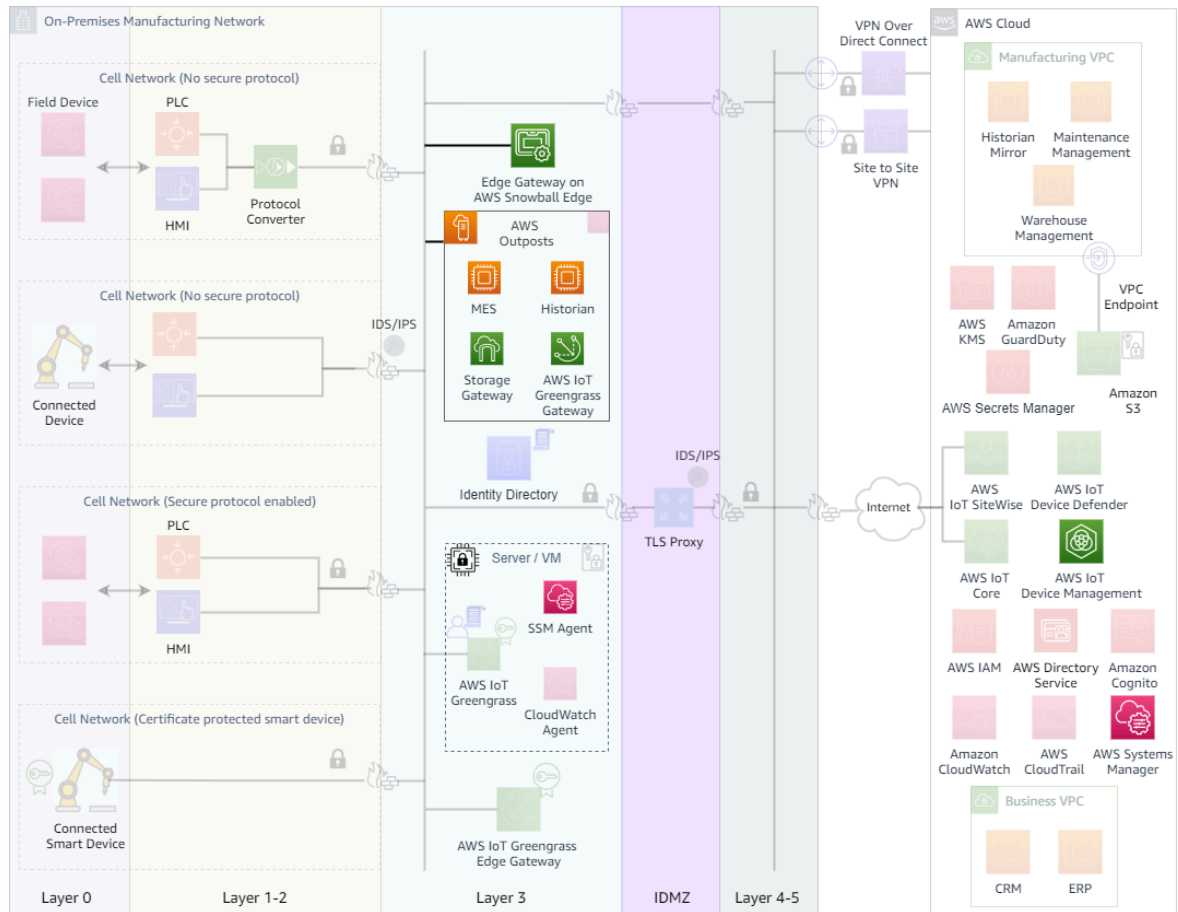 On-Premises Manufacturing Network
Cell Network (No secure protocol)
Field Device
PLC
HMI
Protocol
Converter
Cell Network (No secure protocol)
Connected
Device
IDS/IPS
Cell Network (Secure protocol enabled)
PLC
HMI
Cell Network (Certificate protected smart device)
Connected
Smart Device
Edge Gateway on
AWS Snowball Edge
AWS
Outposts
MES
Historian
Storage
Gateway
AWS IoT
Greengrass
Gateway
Identity Directory
Server / VM
SSM Agent
AWS IoT
Greengrass
CloudWatch
Agent
AWS IoT Greengrass
Edge Gateway
IDS/IPS
TLS Proxy
VPN Over
Direct Connect
Site to Site
VPN
Internet
aws
AWS Cloud
Manufacturing VPC
Historian
Mirror
Maintenance
Management
Warehouse
Management
VPC
Endpoint
AWS
KMS
Amazon
GuardDuty
AWS Secrets Manager
Amazon
S3
AWS
IoT SiteWise
AWS IoT
Device Defender
AWS IoT
Core
AWS IoT
Device Management
AWS IAM
AWS Directory
Service
Amazon
Cognito
Amazon
CloudWatch
AWS
CloudTrail
AWS Systems
Manager
Business VPC
CRM
ERP
Layer 0
Layer 1-2
Layer 3
IDMZ
Layer 4-5